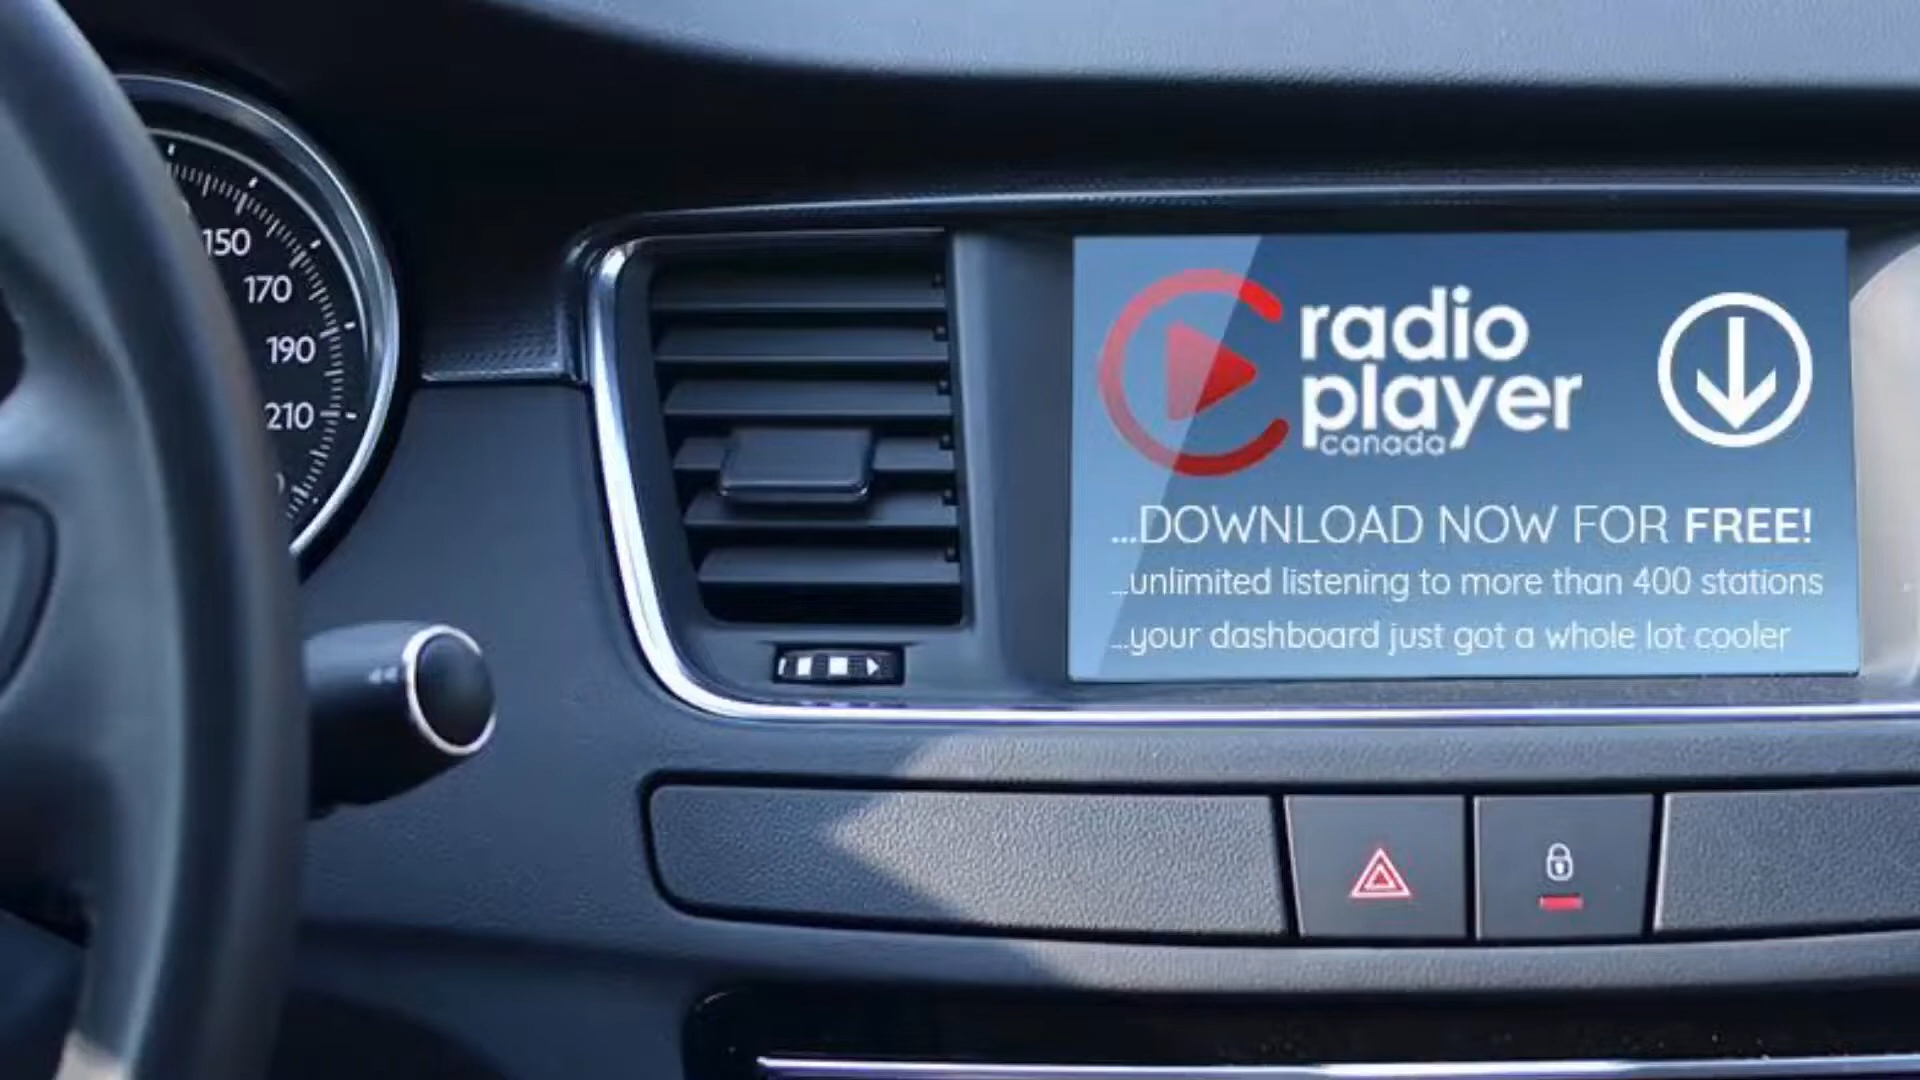 150
170
190
210
radio
player
canada
...DOWNLOAD NOW FOR FREE!
...unlimited listening to more than 400 stations
...your dashboard just got a whole lot cooler